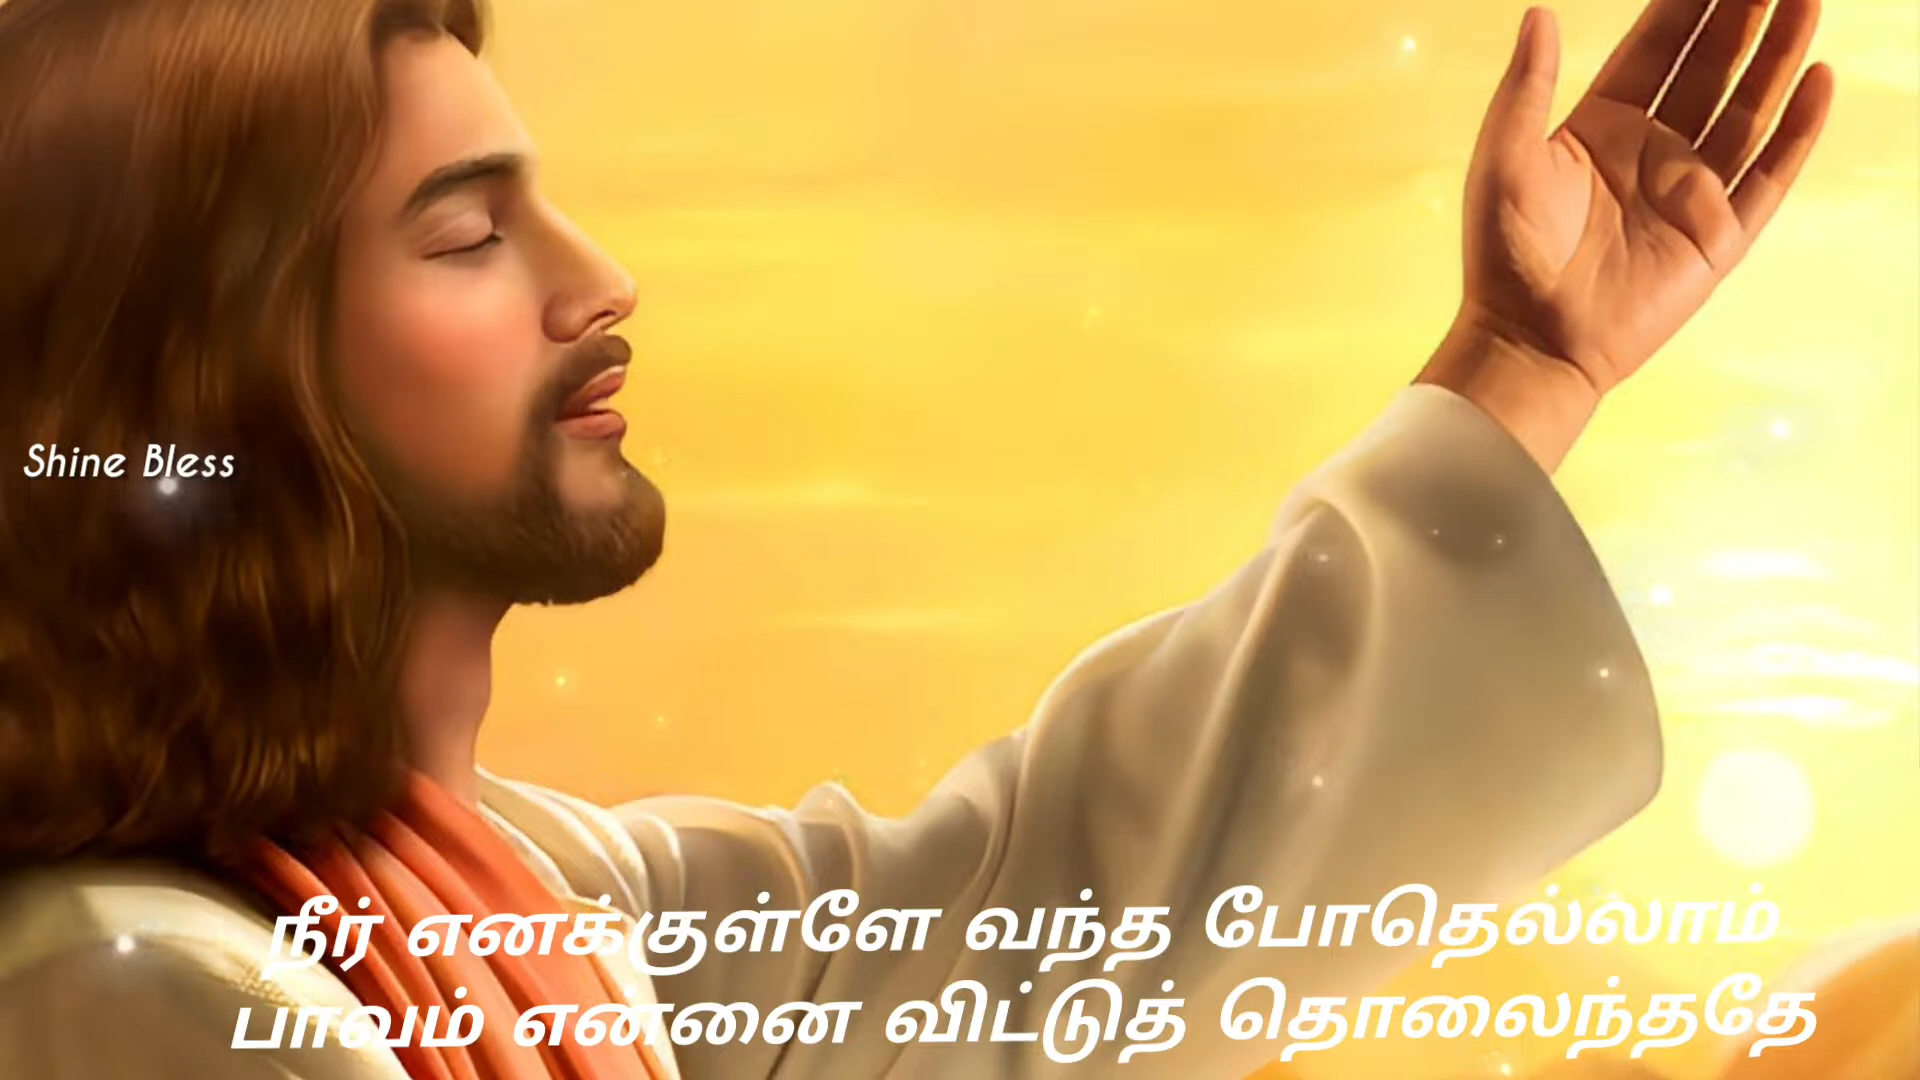 Shine Bless
நீர் எனக்குள்ளே வந்த போதெல்லாம்
பாவம் என்னை விட்டுத் தொலைந்ததே